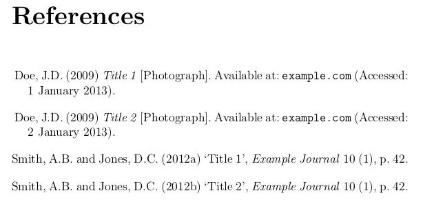 References
Doe, J.D. (2009) Title 1 [Photograph]. Available at: example.com (Accessed:
1 January 2013).
Doe, J.D. (2009) Title 2 [Photograph]. Available at: example.com (Accessed:
2 January 2013).
Smith, A.B. and Jones, D.C. (2012a) ‘Title 1’, Example Journal 10 (1), p. 42.
Smith, A.B. and Jones, D.C. (2012b) ‘Title 2’, Example Journal 10 (1), p. 42.